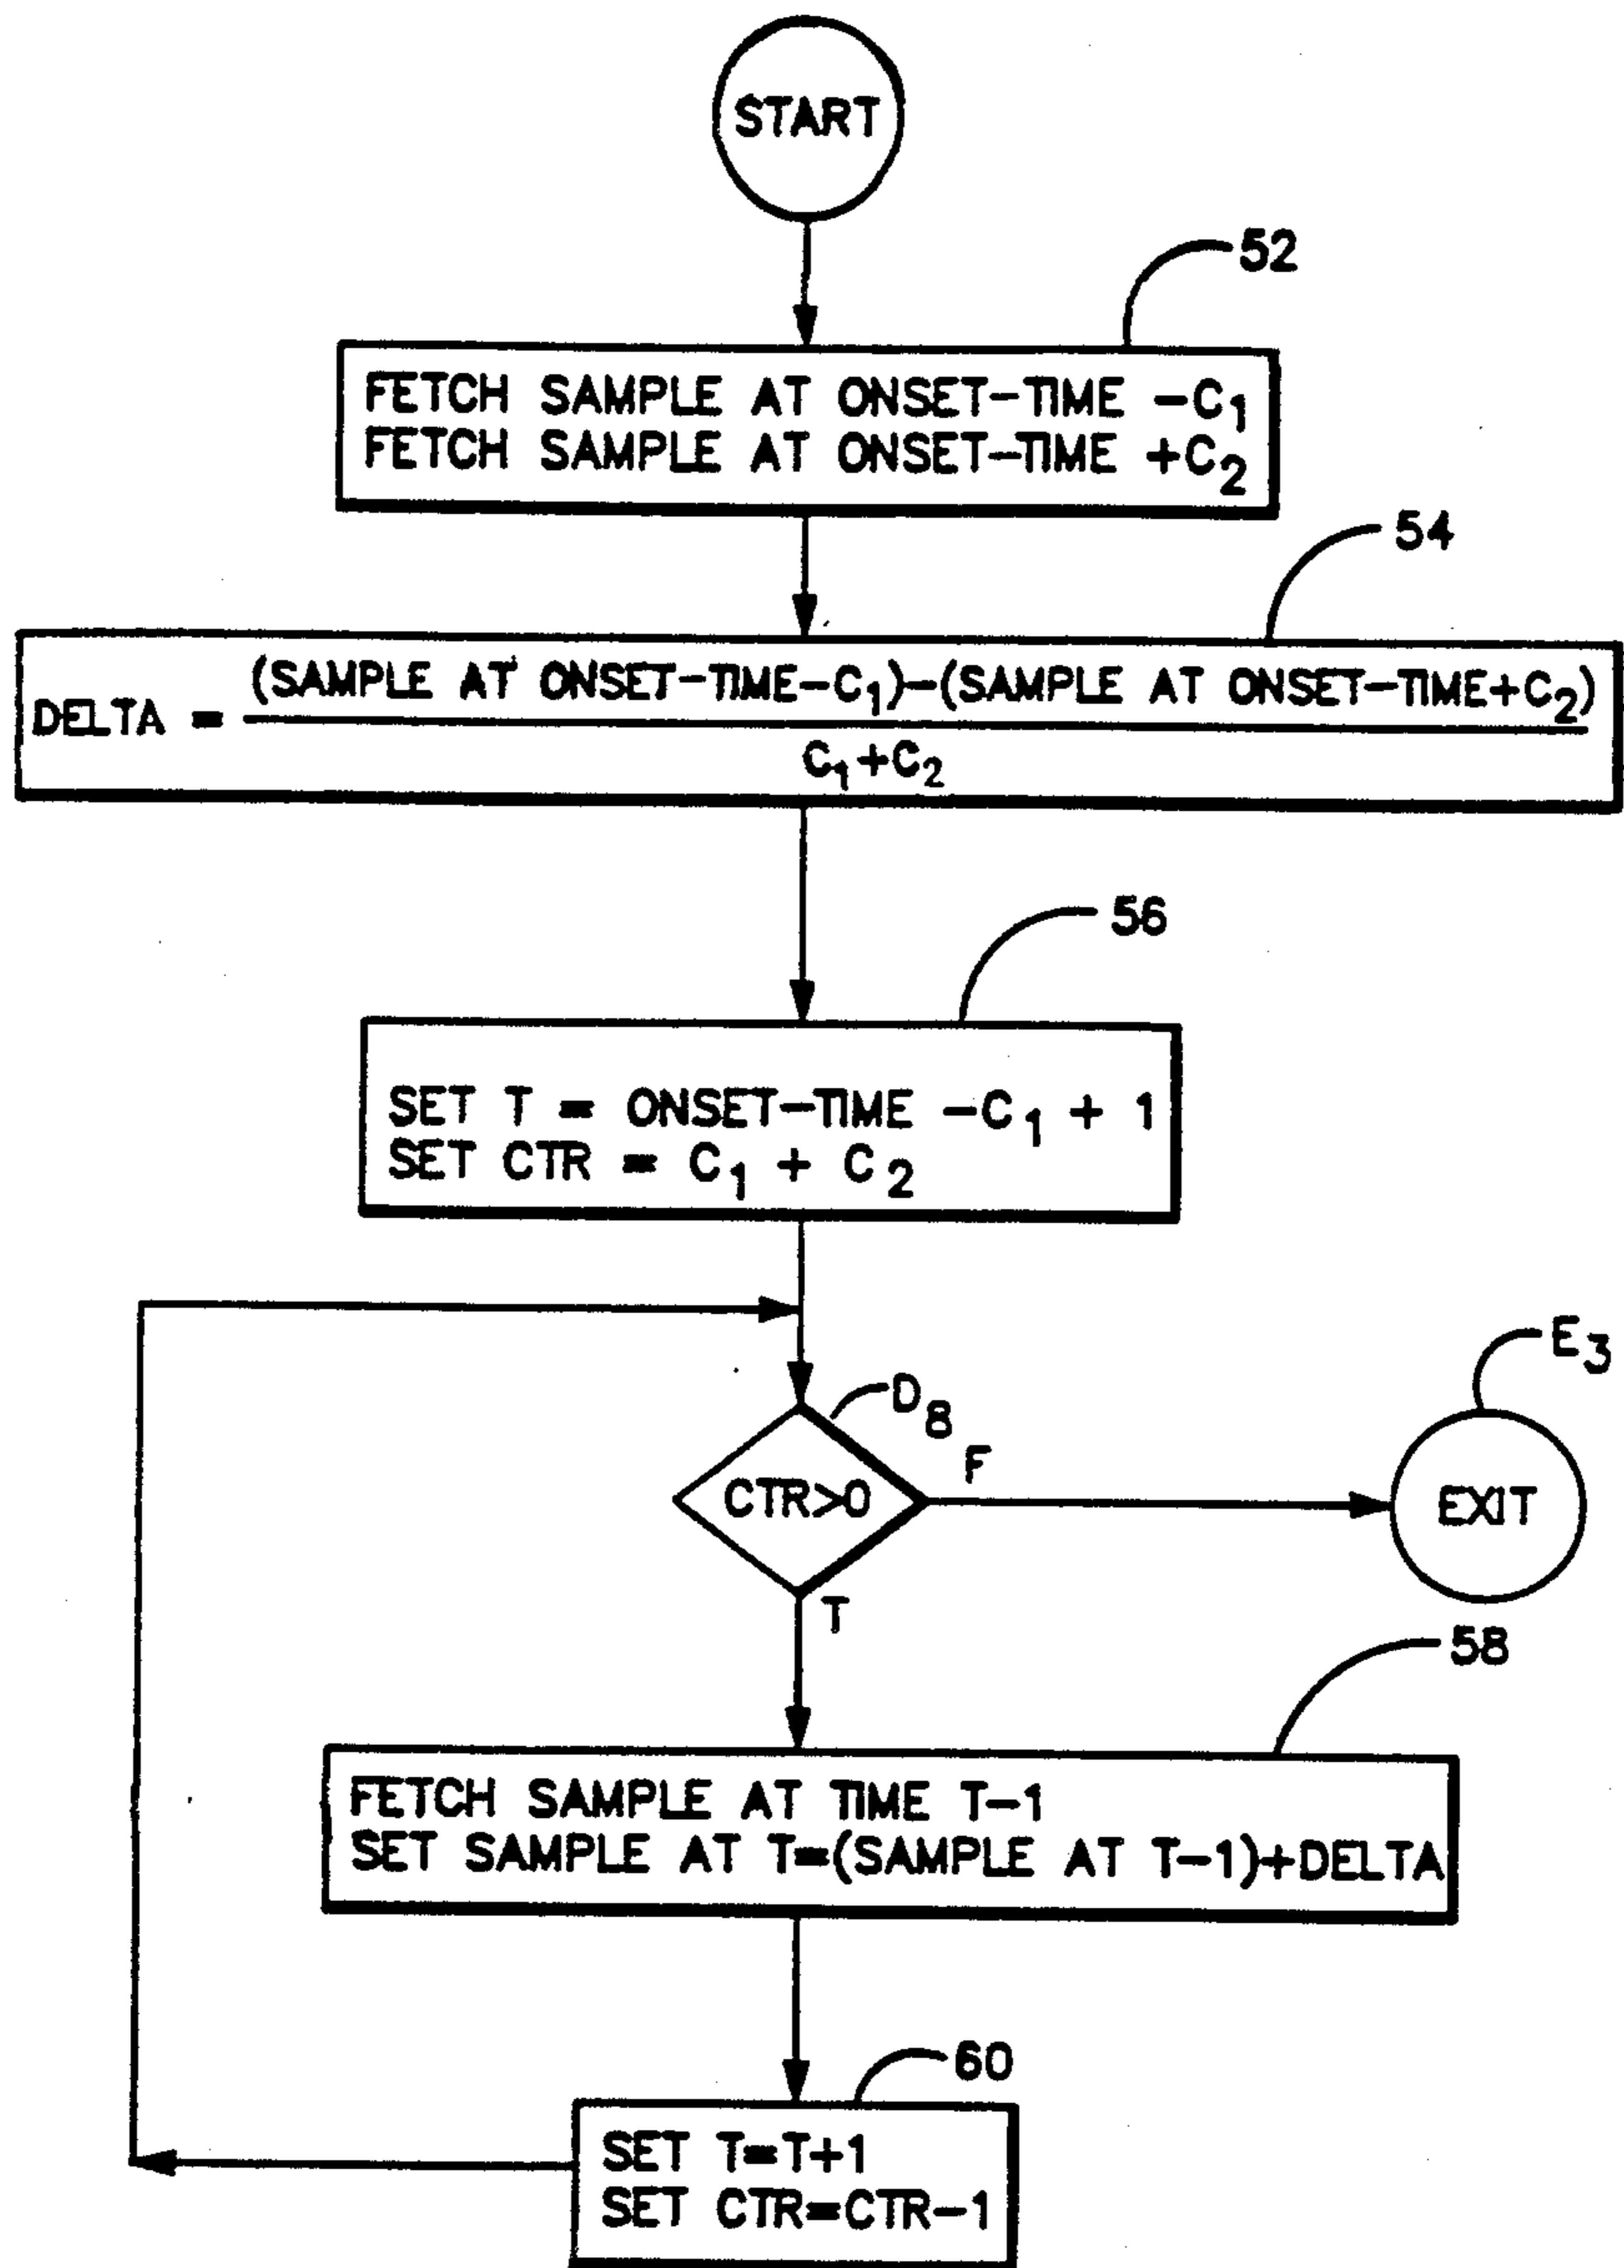 START
52
FETCH SAMPLE AT ONSET-TIME -C₁
FETCH SAMPLE AT ONSET-TIME +C₂
54
(SAMPLE AT ONSET-TIME-C₁)-(SAMPLE AT ONSET-TIME+C₂)
DELTA =
C₁+C₂
56
SET T = ONSET-TIME -C₁ + 1
SET CTR = C₁ + C₂
E₃
D₈
F
CTR>0
EXIT
T
58
FETCH SAMPLE AT TIME T-1
SET SAMPLE AT T=(SAMPLE AT T-1)+DELTA
60
SET T=T+1
SET CTR=CTR-1